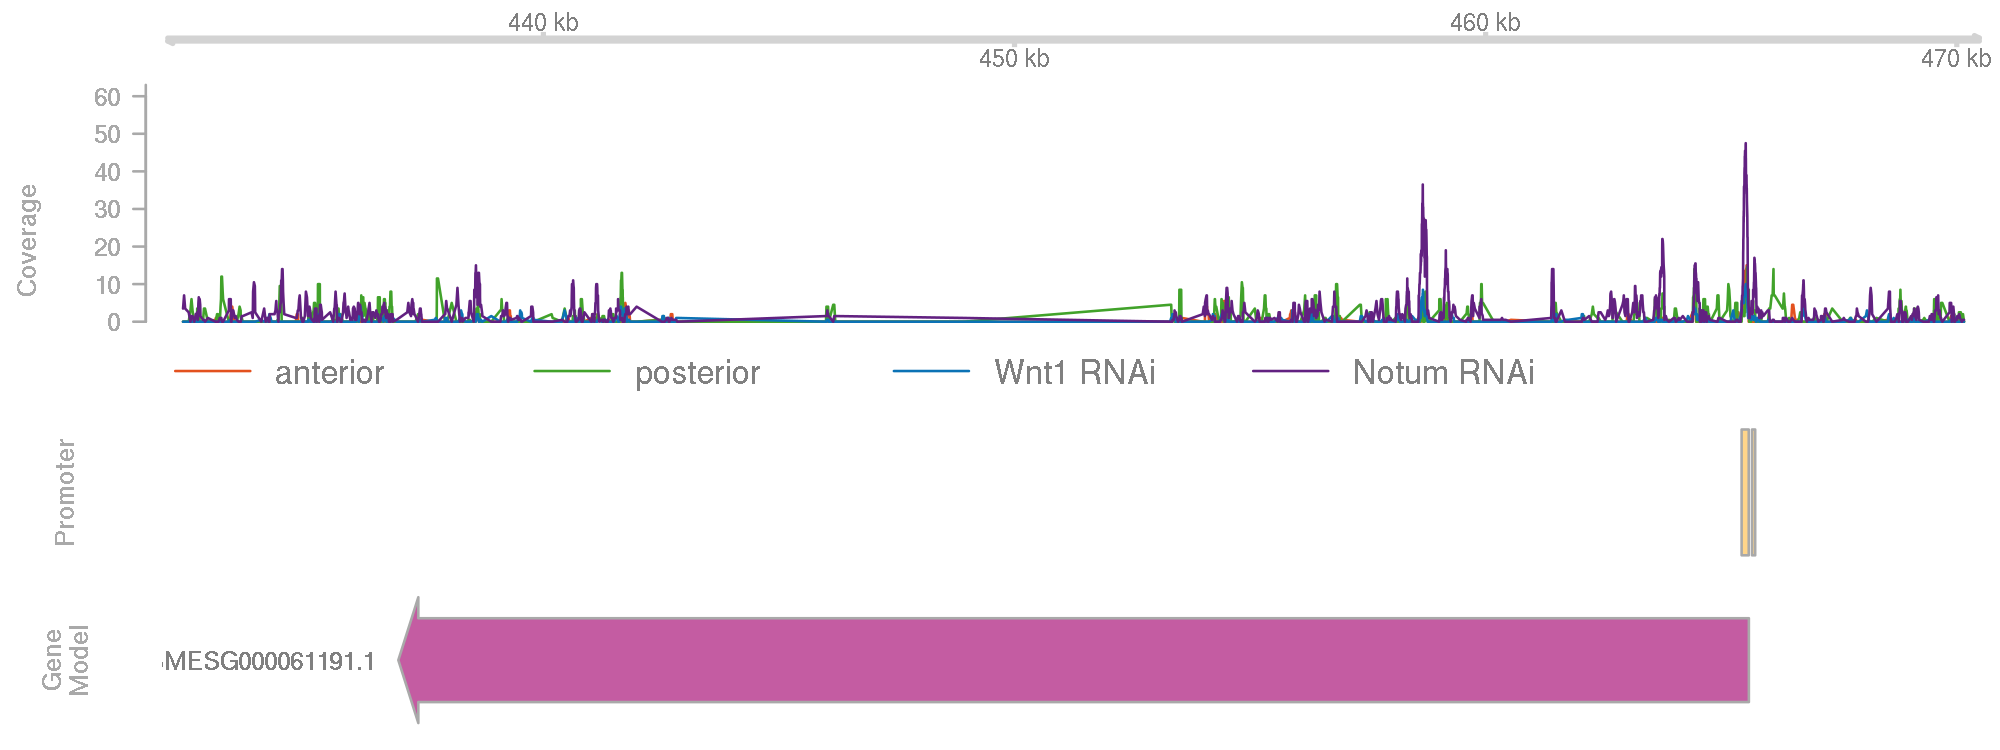 440 kb
460 kb
450 kb
470 kb
Coverage
60
50
40
30
20
10
0
anterior posterior Wnt1 RNAi Notum RNAi
Promoter
Gene
Model
MESG000061191.1